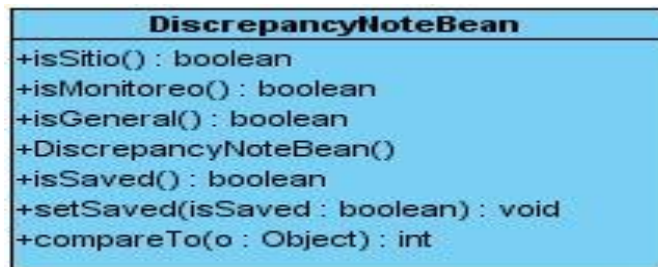 DiscrepancyNoteBean
+isSitio() : boolean
+isMonitoreo() : boolean
+isGeneral() : boolean
+DiscrepancyNoteBean()
+isSaved() : boolean
+setSaved(isSaved : boolean) : void
+compareTo(o : Object) : int